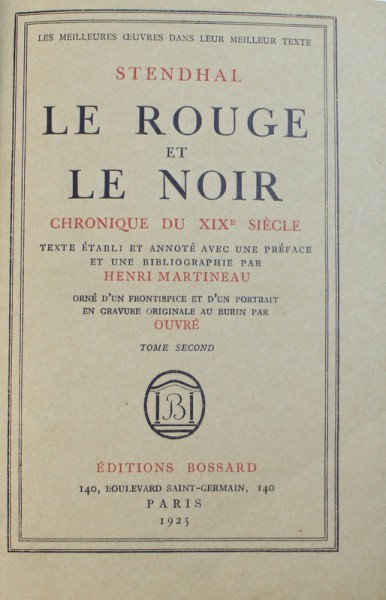 LES MEILLEURES ŒUVRES DANS LEUR MEILLEUR TEXTE
STENDHAL
LE ROUGE
ET
LE NOIR
CHRONIQUE DU XIXE SIÈCLE
TEXTE ÉTABLI ET ANNOTÉ AVEC UNE PRÉFACE
ET UNE BIBLIOGRAPHIE PAR
HENRI MARTINEAU
ORNÉ D'UN FRONTISPICE ET D'UN PORTRAIT
EN GRAVURE ORIGINALE AU BURIN PAR
OUVRÉ
TOME SECOND
B
ÉDITIONS BOSSARD
140, BOULEVARD SAINT-GERMAIN, 140
PARIS
1925